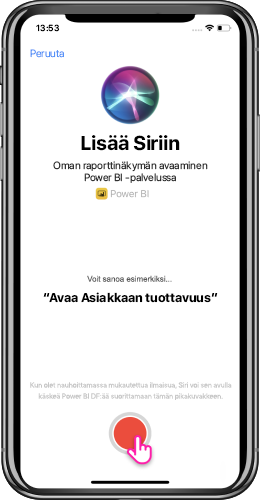 13:53
Peruuta
Lisää Siriin
Oman raporttinäkymän avaaminen
Power BI -palvelussa
Power BI
Voit sanoa esimerkiksi...
“Avaa Asiakkaan tuottavuus”
Kun olet nauhoittamassa mukautettua ilmaisua, Siri voi sen avulla
käskeä Power BI DF:ää suorittamaan tämän pikakuvakkeen.